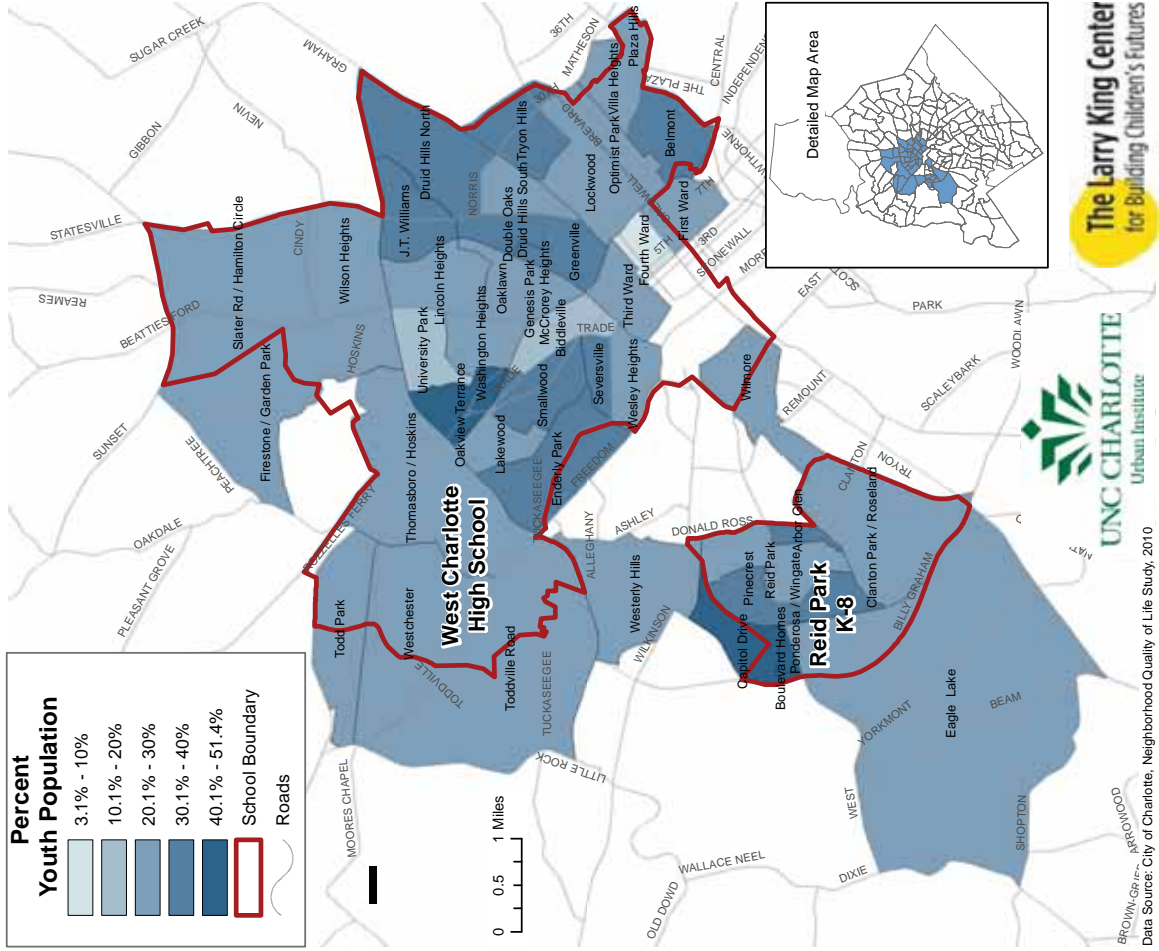 Percent
Youth Population
3.1% - 10%
10.1% - 20%
20.1% - 30%
30.1% - 40%
40.1% - 51.4%
School Boundary
Roads
0 0.5 1 Miles
West Charlotte
High School
Reid Park
K-8
Todd Park
Westchester
Toddville Road
Thomasboro / Hoskins
Firestone / Garden Park
Slater Rd / Hamilton Circle
Wilson Heights
University Park
Lincoln Heights
J.T. Williams
Druid Hills North
Oakview Terrance
Washington Heights
Oaklawn
Double Oaks
Druid Hills South
Tryon Hills
Lakewood
Smallwood
Genesis Park
McCrorey Heights
Biddleville
Greenville
Lockwood
Optimist Park
Villa Heights
Plaza Hills
Belmont
Enderly Park
Seversville
Wesley Heights
Third Ward
Fourth Ward
First Ward
Wilmore
Westerly Hills
Capitol Drive
Pinecrest
Boulevard Homes
Reid Park
Ponderosa / Wingate
Arbor Glen
Clanton Park / Roseland
Eagle Lake
SUGAR CREEK
GRAHAM
36TH
MATHESON
GIBBON
NEVIN
STATESVILLE
REAMES
BEATTIES FORD
CINDY
HOSKINS
SUNSET
PEACHTREE
OAKDALE
PLEASANT GROVE
ROZZELLES FERRY
NORRIS
30TH
BREVARD
THE PLAZA
CENTRAL
INDEPENDEN
WTHORNE
7TH
5TH
3RD
STONEWALL
MORE
EAST
SCOT
PARK
WOODLAWN
SCALEYBARK
REMOUNT
TRADE
TUCKASEEGEE
FREEDOM
ALLEGHANY
ASHLEY
DONALD ROSS
WILKINSON
CLANTON
TRYON
BILLY GRAHAM
YORKMONT
BEAM
WEST
SHOPTON
DIXIE
WALLACE NEEL
OLD DOWD
LITTLE ROCK
TUCKASEEGEE
TODDVILLE
MOORES CHAPEL
ARROWOOD
BROWN-GRIER
Detailed Map Area
The Larry King Center
for Building Children's Futures
UNC CHARLOTTE
Urban Institute
Data Source: City of Charlotte, Neighborhood Quality of Life Study, 2010